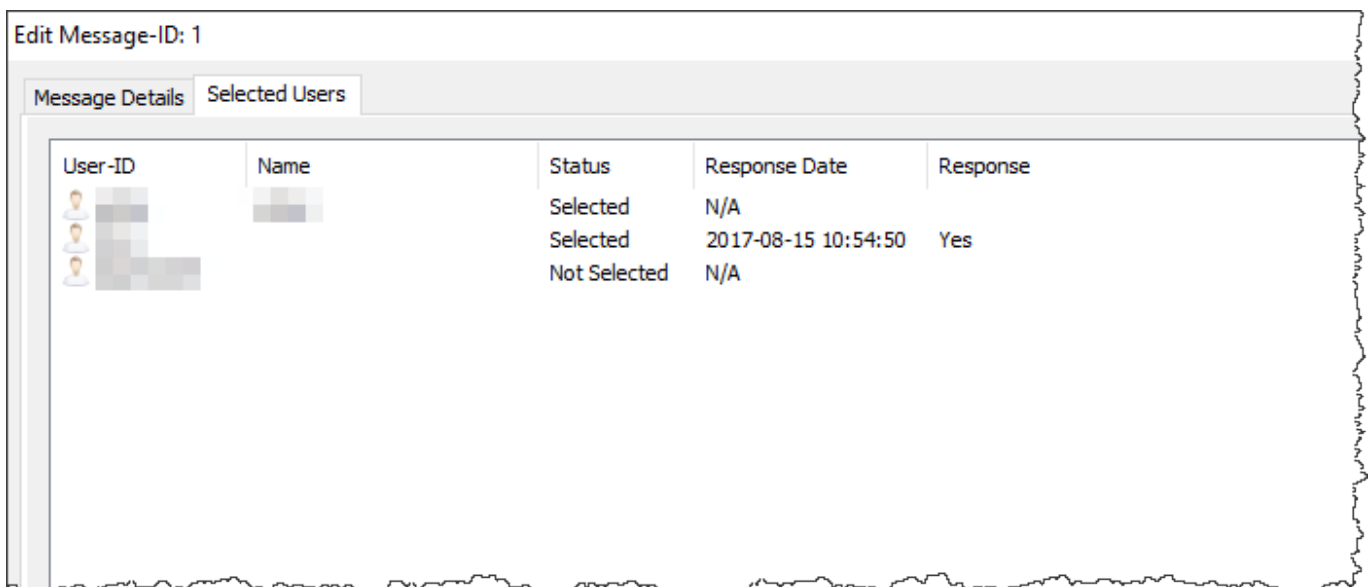 Edit Message-ID: 1
Message Details Selected Users
User-ID Name Status Response Date Response
Selected N/A
Selected 2017-08-15 10:54:50 Yes
Not Selected N/A